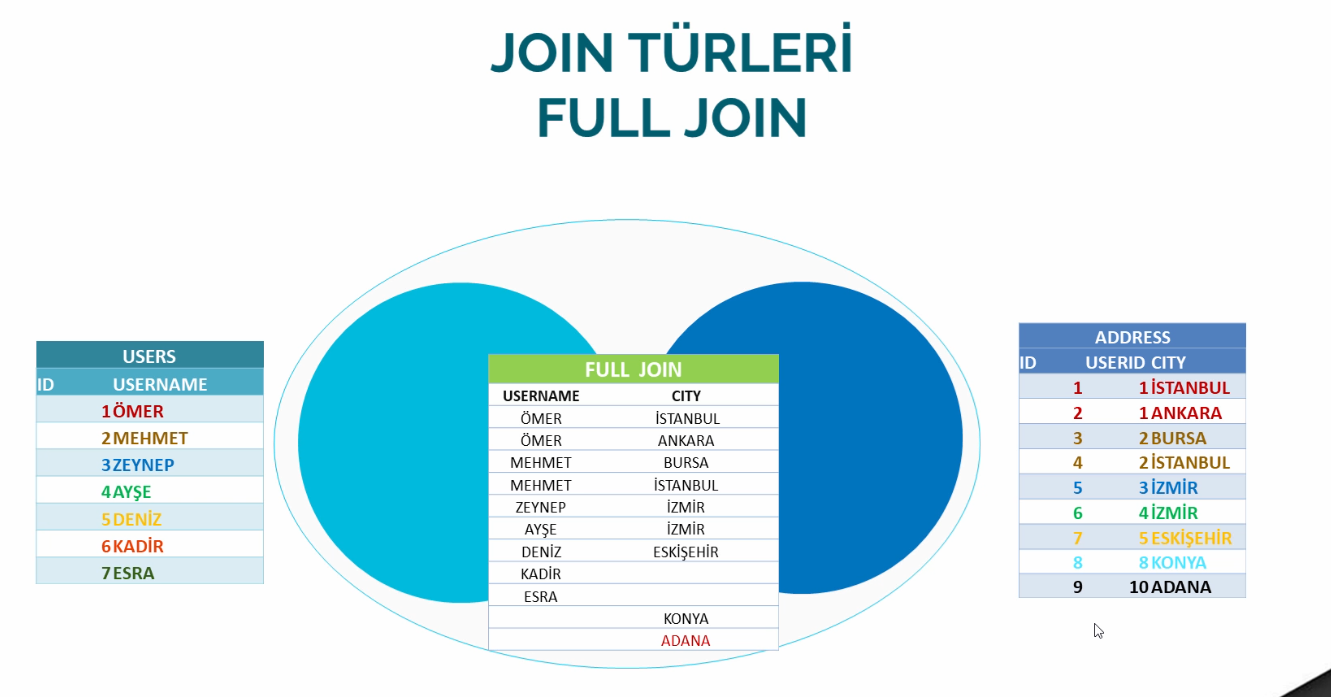 JOIN TÜRLERİ
FULL JOIN
USERS
ID USERNAME
1 ÖMER
2 MEHMET
3 ZEYNEP
4 AYŞE
5 DENİZ
6 KADİR
7 ESRA
FULL JOIN
USERNAME CITY
ÖMER İSTANBUL
ÖMER ANKARA
MEHMET BURSA
MEHMET İSTANBUL
ZEYNEP İZMİR
AYŞE İZMİR
DENİZ ESKİŞEHİR
KADİR
ESRA
KONYA
ADANA
ADDRESS
ID USERID CITY
1 1 İSTANBUL
2 1 ANKARA
3 2 BURSA
4 2 İSTANBUL
5 3 İZMİR
6 4 İZMİR
7 5 ESKİŞEHİR
8 8 KONYA
9 10 ADANA